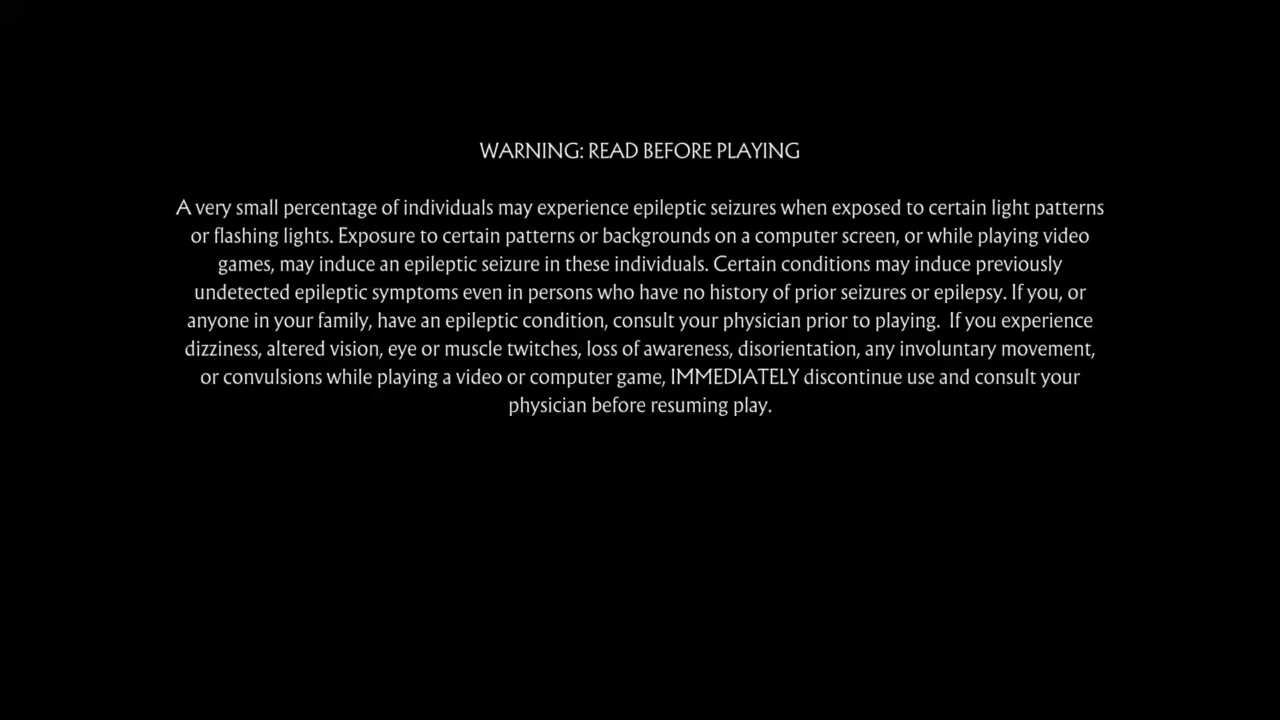 WARNING: READ BEFORE PLAYING
A very small percentage of individuals may experience epileptic seizures when exposed to certain light patterns
or flashing lights. Exposure to certain patterns or backgrounds on a computer screen, or while playing video
games, may induce an epileptic seizure in these individuals. Certain conditions may induce previously
undetected epileptic symptoms even in persons who have no history of prior seizures or epilepsy. If you, or
anyone in your family, have an epileptic condition, consult your physician prior to playing.  If you experience
dizziness, altered vision, eye or muscle twitches, loss of awareness, disorientation, any involuntary movement,
or convulsions while playing a video or computer game, IMMEDIATELY discontinue use and consult your
physician before resuming play.